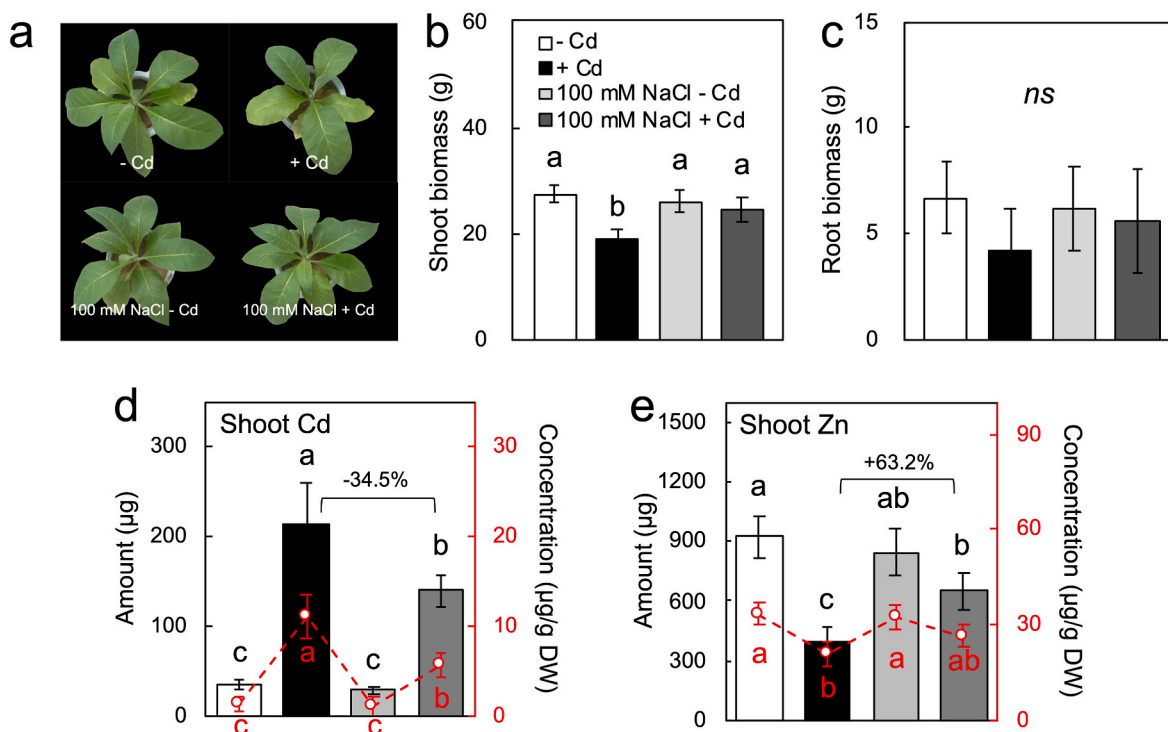 a
- Cd
+ Cd
100 mM NaCl - Cd
100 mM NaCl + Cd
b
Shoot biomass (g)
60
40
20
0
- Cd
+ Cd
100 mM NaCl - Cd
100 mM NaCl + Cd
a
b
a
a
c
Root biomass (g)
15
10
5
0
ns
d
Shoot Cd
Amount (µg)
300
200
100
0
Concentration (µg/g DW)
30
20
10
0
-34.5%
c
a
c
b
c
a
c
b
e
Shoot Zn
Amount (µg)
1500
1200
900
600
300
0
Concentration (µg/g DW)
90
60
30
0
+63.2%
a
c
ab
b
a
b
a
ab